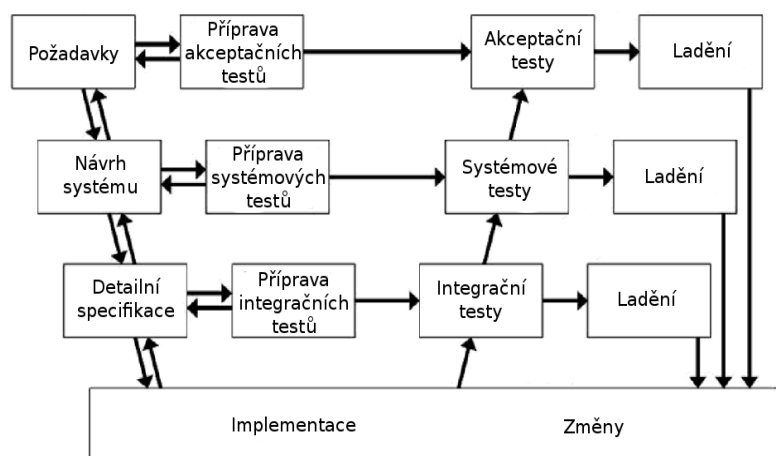 Požadavky
Příprava
akceptačních
testů
Akceptační
testy
Ladění
Návrh
systému
Příprava
systémových
testů
Systémové
testy
Ladění
Detailní
specifikace
Příprava
integračních
testů
Integrační
testy
Ladění
Implementace
Změny